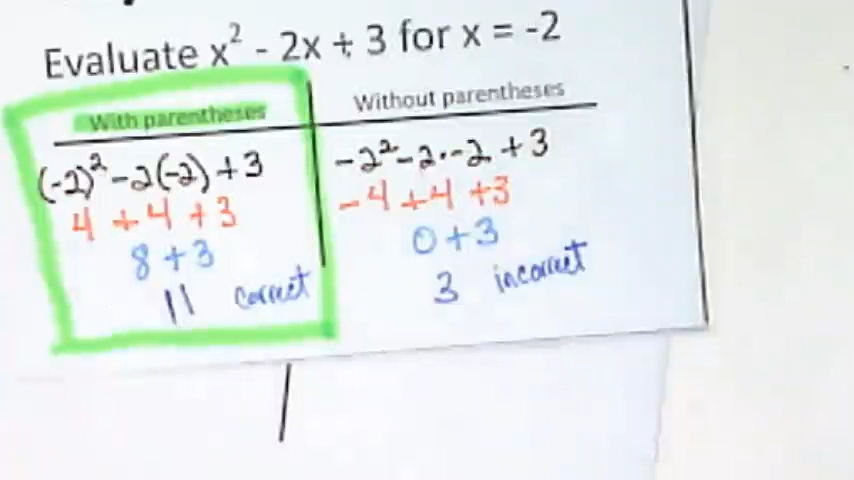 Evaluate x² - 2x + 3 for x = -2
With parentheses
(-2)² - 2(-2) + 3
4 + 4 + 3
8 + 3
11 correct
Without parentheses
-2² - 2 · -2 + 3
-4 + 4 + 3
0 + 3
3 incorrect